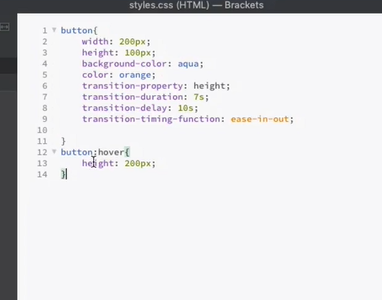 styles.css (HTML) — Brackets
1 button{
2 width: 200px;
3 height: 100px;
4 background-color: aqua;
5 color: orange;
6 transition-property: height;
7 transition-duration: 7s;
8 transition-delay: 10s;
9 transition-timing-function: ease-in-out;
10
11 }
12 button:hover{
13 height: 200px;
14 }